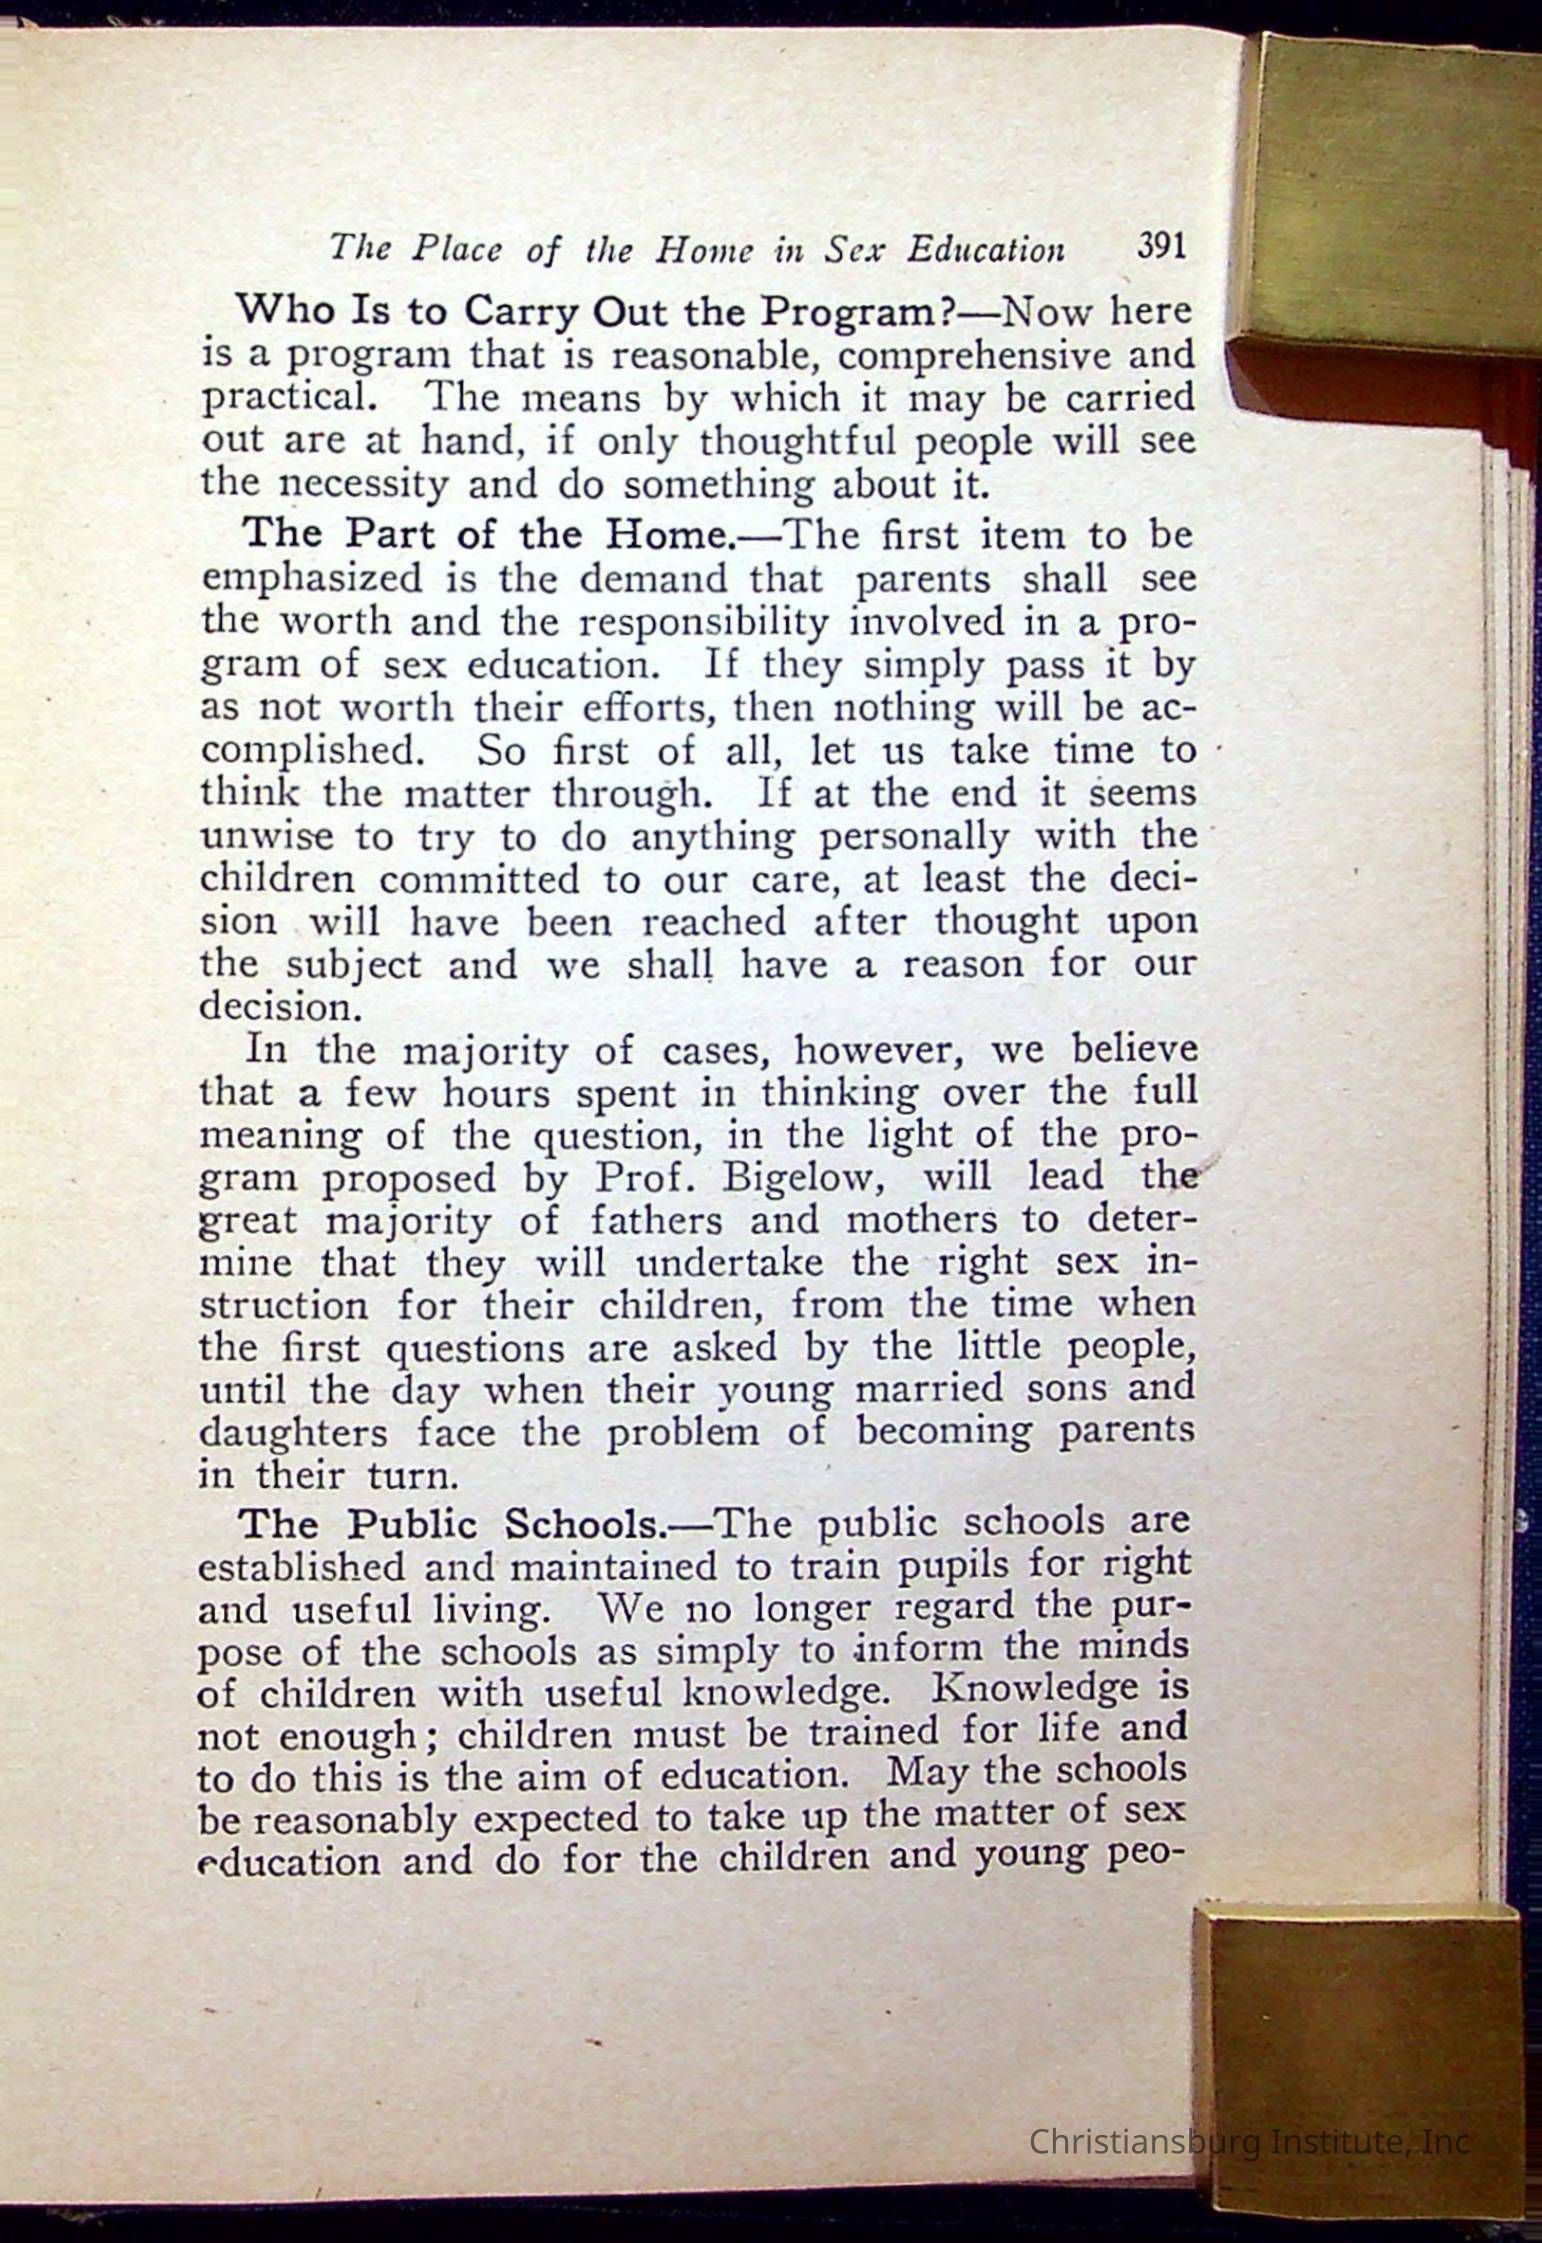 The Place of the Home in Sex Education 391
Who Is to Carry Out the Program?—Now here
is a program that is reasonable, comprehensive and
practical. The means by which it may be carried
out are at hand, if only thoughtful people will see
the necessity and do something about it.
The Part of the Home.—The first item to be
emphasized is the demand that parents shall see
the worth and the responsibility involved in a pro-
gram of sex education. If they simply pass it by
as not worth their efforts, then nothing will be ac-
complished. So first of all, let us take time to
think the matter through. If at the end it seems
unwise to try to do anything personally with the
children committed to our care, at least the deci-
sion will have been reached after thought upon
the subject and we shall have a reason for our
decision.
In the majority of cases, however, we believe
that a few hours spent in thinking over the full
meaning of the question, in the light of the pro-
gram proposed by Prof. Bigelow, will lead the
great majority of fathers and mothers to deter-
mine that they will undertake the right sex in-
struction for their children, from the time when
the first questions are asked by the little people,
until the day when their young married sons and
daughters face the problem of becoming parents
in their turn.
The Public Schools.—The public schools are
established and maintained to train pupils for right
and useful living. We no longer regard the pur-
pose of the schools as simply to inform the minds
of children with useful knowledge. Knowledge is
not enough; children must be trained for life and
to do this is the aim of education. May the schools
be reasonably expected to take up the matter of sex
education and do for the children and young peo-
Christiansburg Institute, Inc